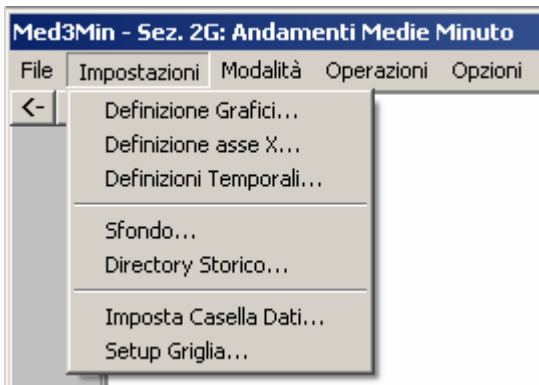 Med3Min - Sez. 2G: Andamenti Medie Minuto
File Impostazioni Modalità Operazioni Opzioni
<-
Definizione Grafici...
Definizione asse X...
Definizioni Temporali...
Sfondo...
Directory Storico...
Imposta Casella Dati...
Setup Griglia...